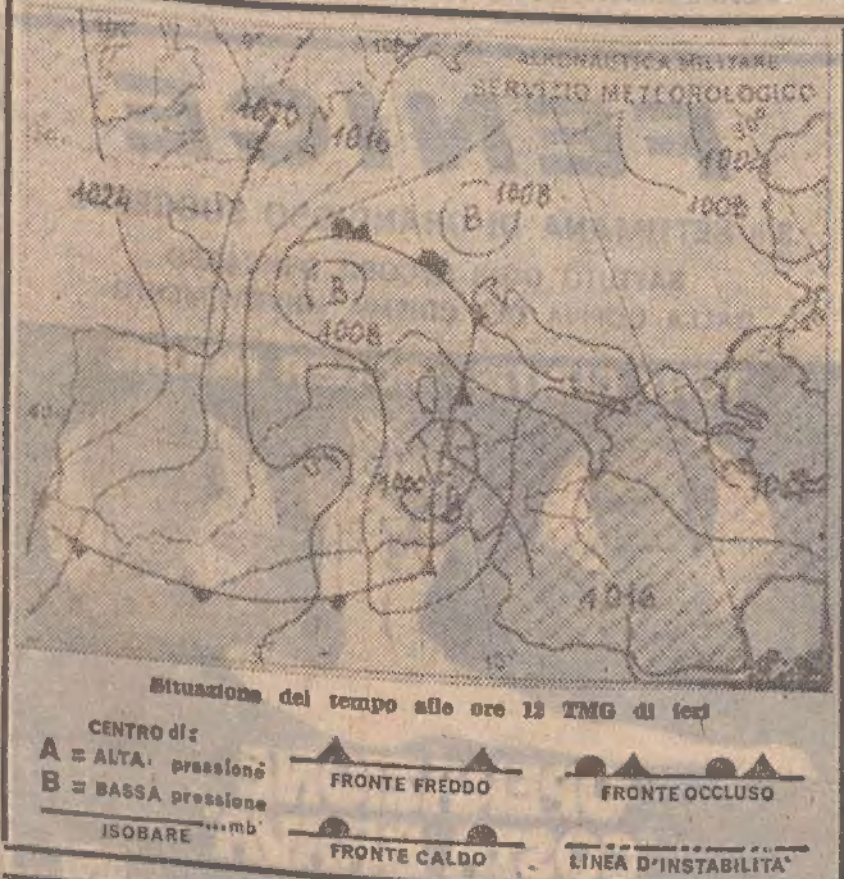 AERONAUTICA MILITARE
SERVIZIO METEOROLOGICO
1020
1016
1024
B 1008
1008
B
1008
B
1016
Situazione del tempo alle ore 12 TMG di ieri
CENTRO di:
A = ALTA pressione
B = BASSA pressione
ISOBARE ...mb
FRONTE FREDDO
FRONTE OCCLUSO
FRONTE CALDO
LINEA D'INSTABILITA'